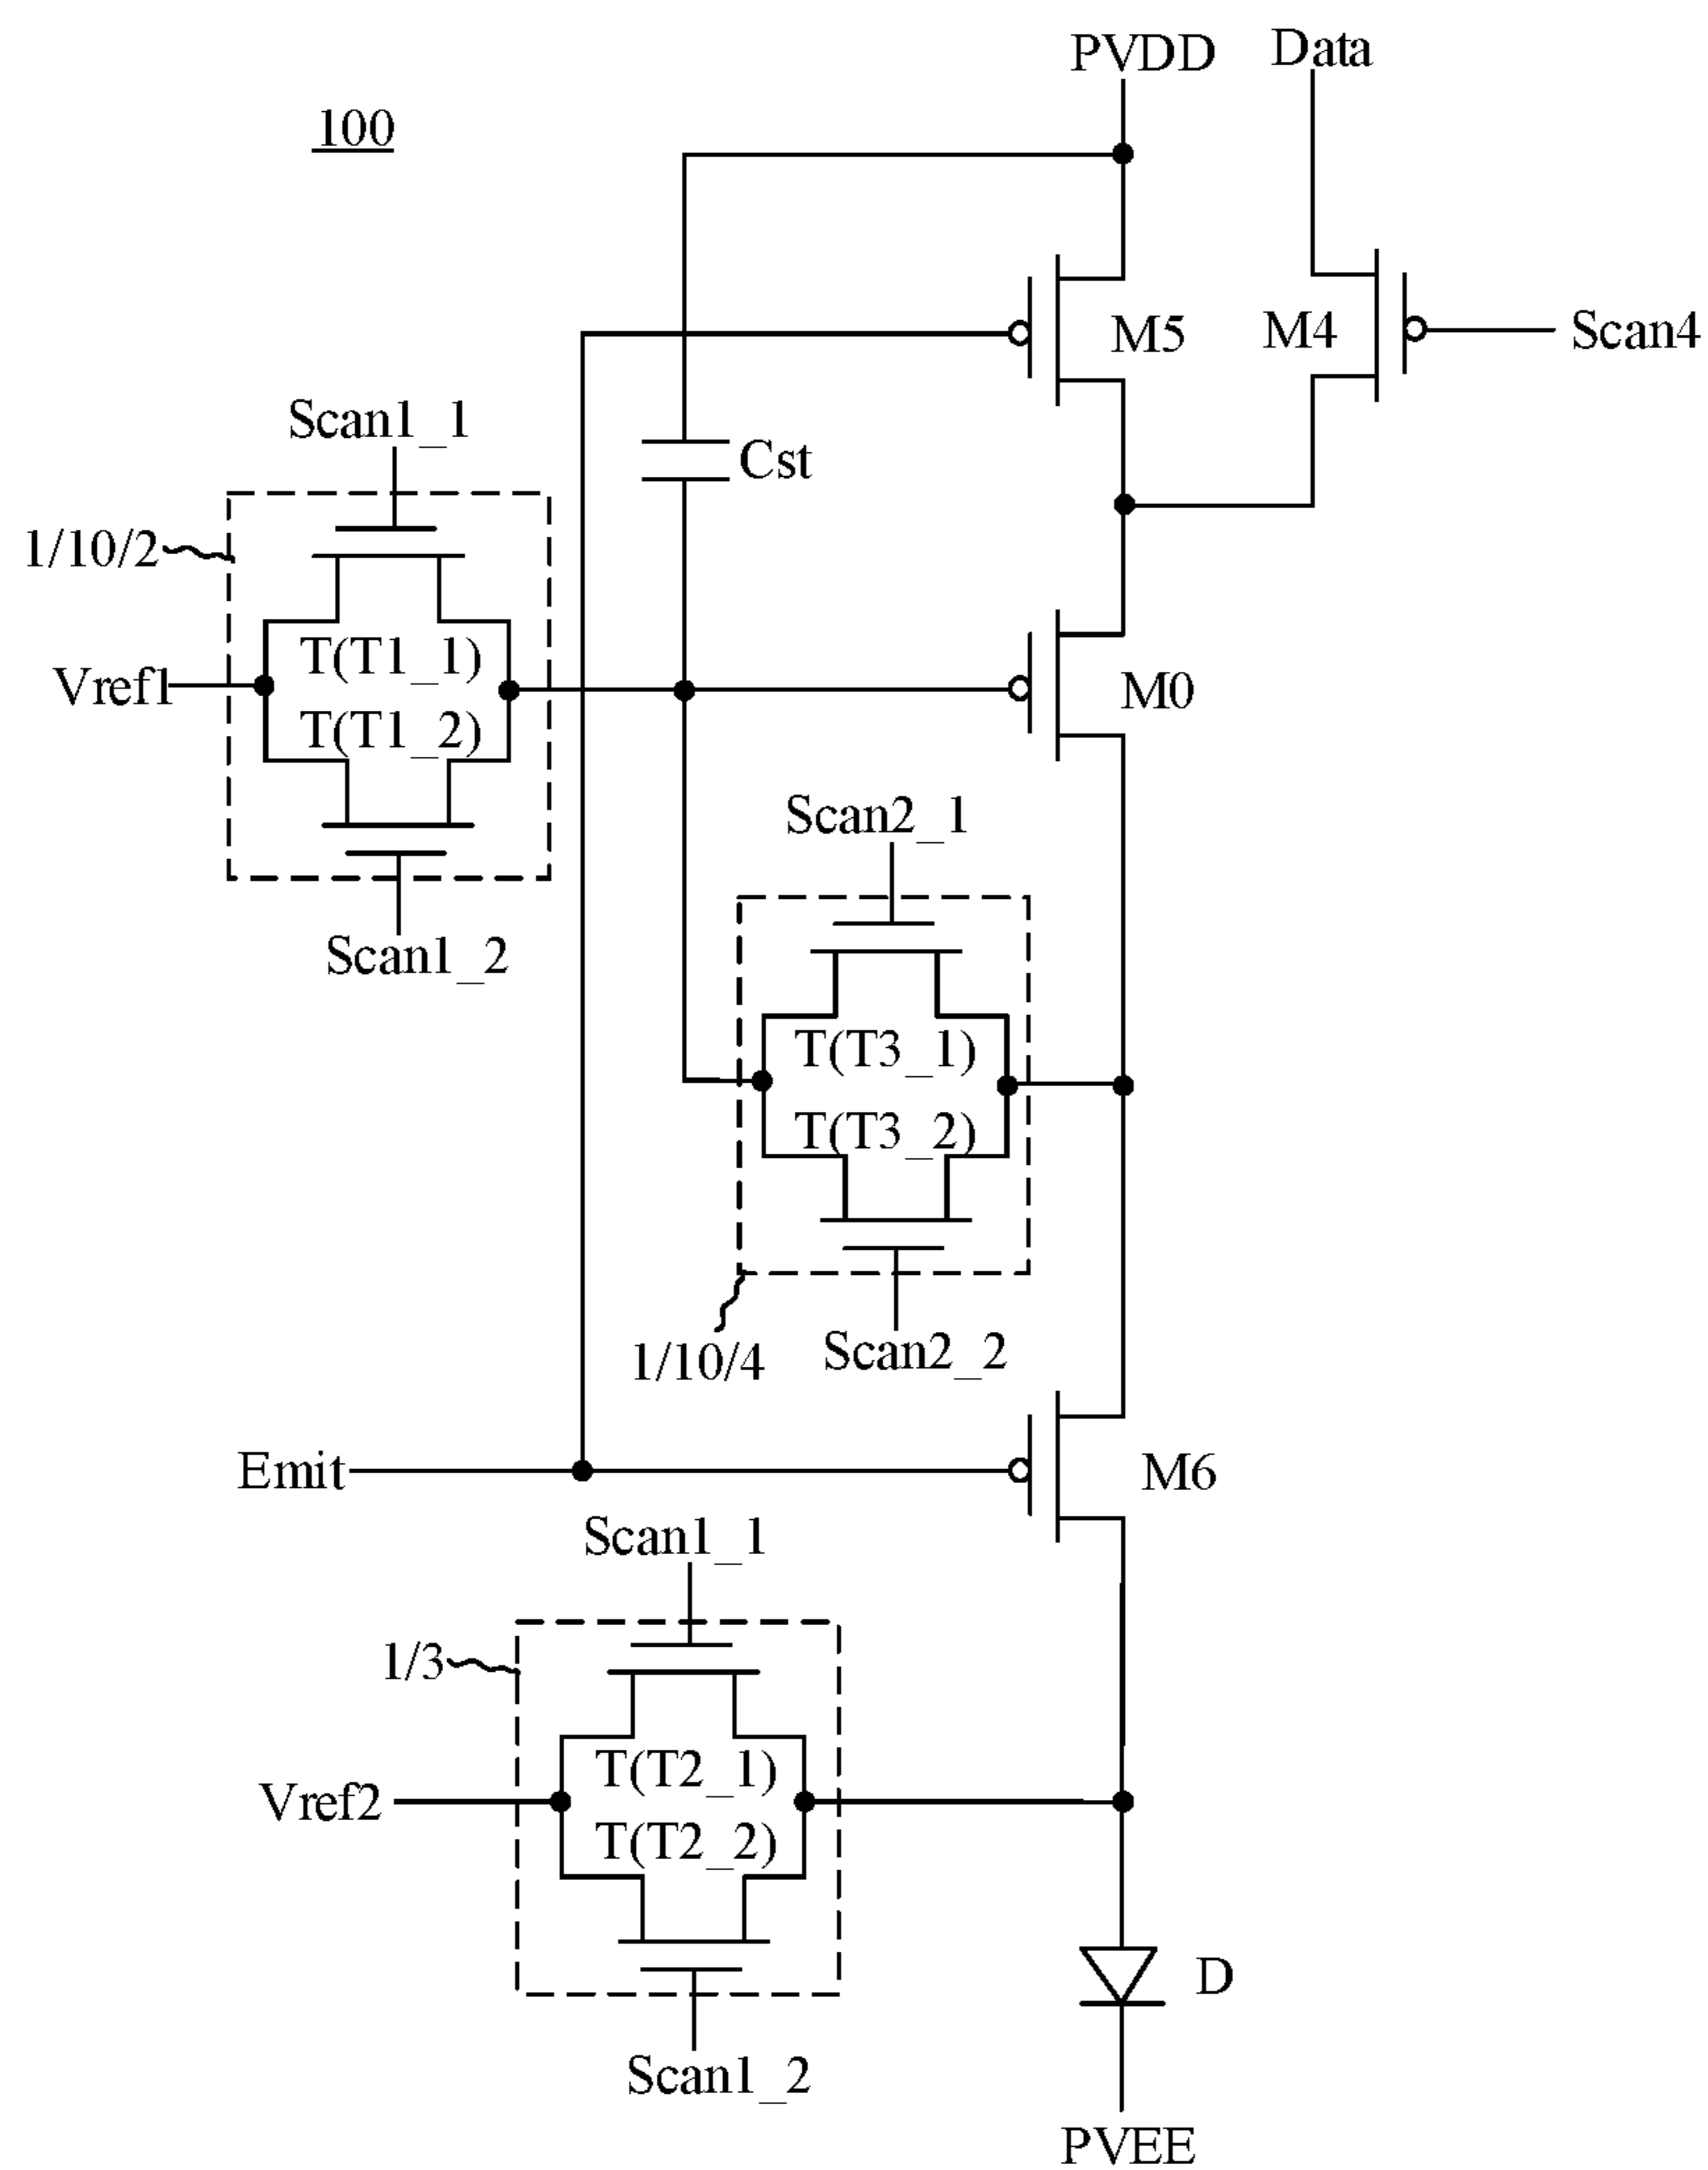 PVDD
Data
100
M5
M4
Scan4
Scan1_1
Cst
1/10/2
T(T1_1)
Vref1
M0
T(T1_2)
Scan2_1
Scan1_2
T(T3_1)
T(T3_2)
1/10/4
Scan2_2
Emit
M6
Scan1_1
1/3
T(T2_1)
Vref2
T(T2_2)
D
Scan1_2
PVEE